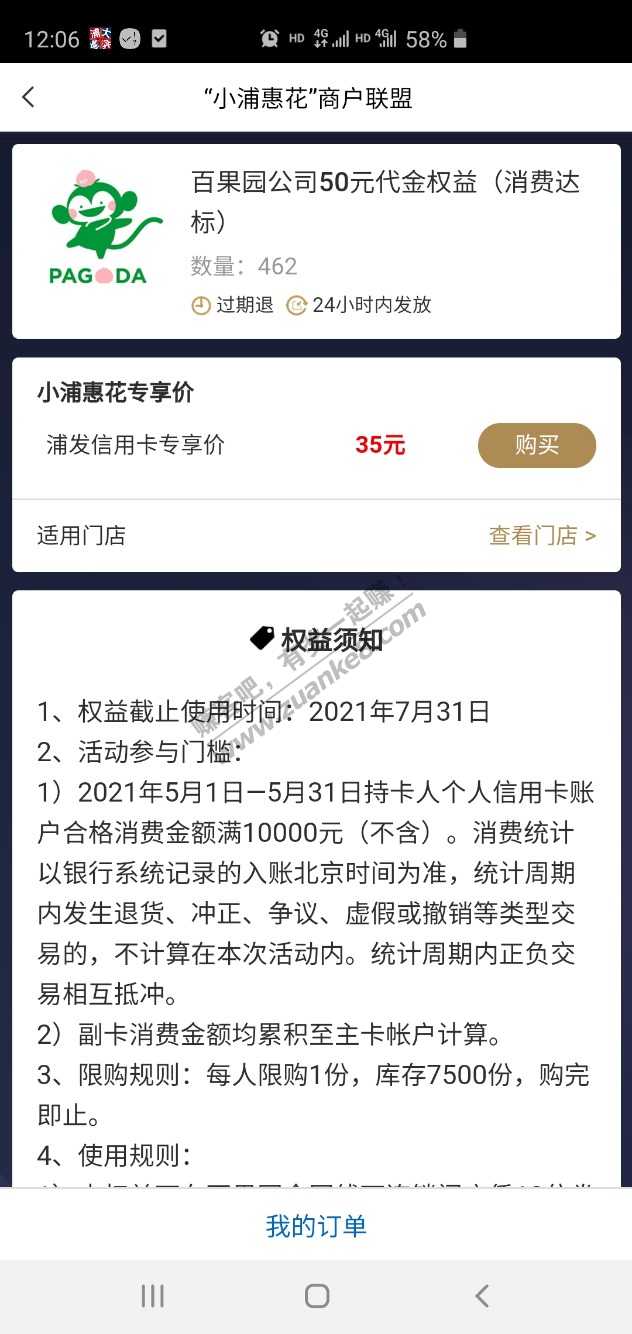 12:06
HD 4G HD 4G 58%
“小浦惠花”商户联盟
百果园公司50元代金权益（消费达
标）
PAGODA
数量：462
过期退 24小时内发放
小浦惠花专享价
浦发信用卡专享价 35元 购买
适用门店 查看门店 >
权益须知
赚客吧，有奖一起赚！
www.zuanke8.com
1、权益截止使用时间：2021年7月31日
2、活动参与门槛：
1）2021年5月1日—5月31日持卡人个人信用卡账
户合格消费金额满10000元（不含）。消费统计
以银行系统记录的入账北京时间为准，统计周期
内发生退货、冲正、争议、虚假或撤销等类型交
易的，不计算在本次活动内。统计周期内正负交
易相互抵冲。
2）副卡消费金额均累积至主卡帐户计算。
3、限购规则：每人限购1份，库存7500份，购完
即止。
4、使用规则：
我的订单